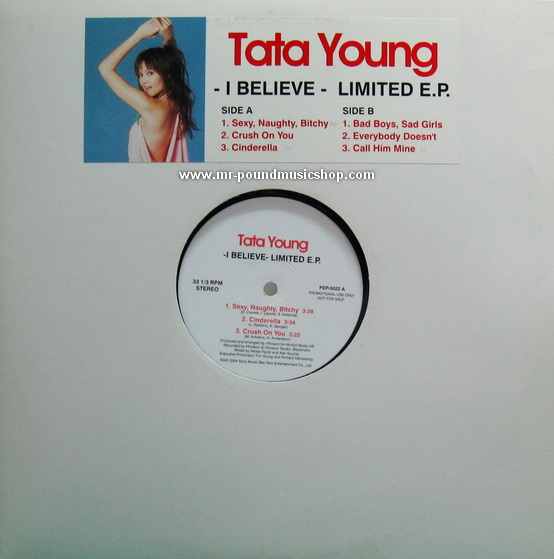 Tata Young
- I BELIEVE - LIMITED E.P.
SIDE A
1. Sexy, Naughty, Bitchy
2. Crush On You
3. Cinderella
SIDE B
1. Bad Boys, Sad Girls
2. Everybody Doesn't
3. Call Him Mine
www.mr-poundmusicshop.com
Tata Young
-I BELIEVE- LIMITED E.P.
33 1/3 RPM
STEREO
PEP-5022 A
PROMOTIONAL USE ONLY
NOT FOR SALE
1. Sexy, Naughty, Bitchy 3:28
2. Cinderella 3:34
3. Crush On You 3:23